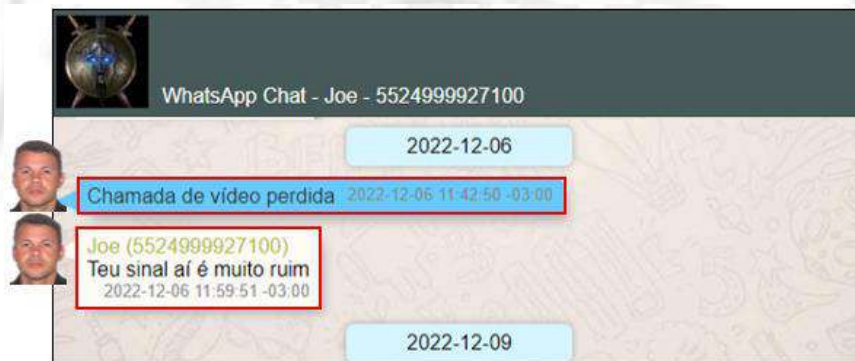 WhatsApp Chat - Joe - 5524999927100
2022-12-06
Chamada de vídeo perdida 2022-12-06 11:42:50 -03:00
Joe (5524999927100)
Teu sinal aí é muito ruim
2022-12-06 11:59:51 -03:00
2022-12-09